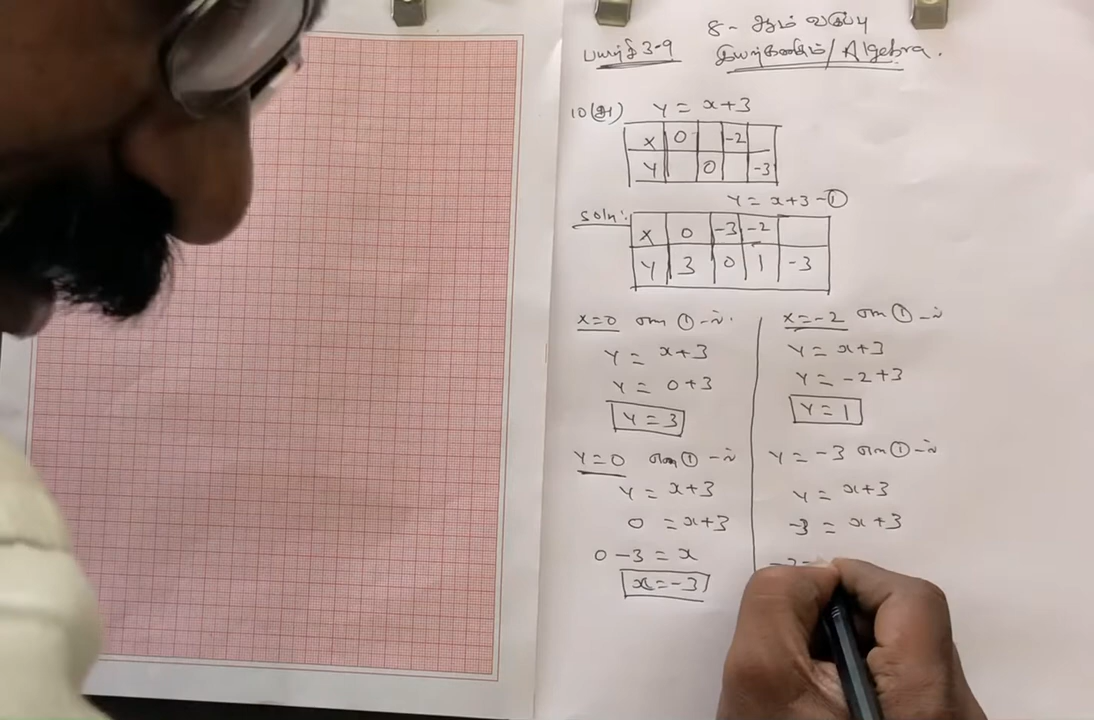 8- ஆம் வகுப்பு
பயிற்சி 3-9 இயற்கணிதம்/Algebra.
10(அ) y = x+3
X 0 -2
Y 0 -3
soln: y = x+3-①
X 0 -3 -2
Y 3 0 1 -3
x=0 என ①-ல்
y = x+3
y = 0+3
y = 3
y=0 என ①-ல்
y = x+3
0 = x+3
0-3 = x
x=-3
x=-2 என ①-ல்
y = x+3
y = -2+3
y = 1
y = -3 என ①-ல்
y = x+3
-3 = x+3